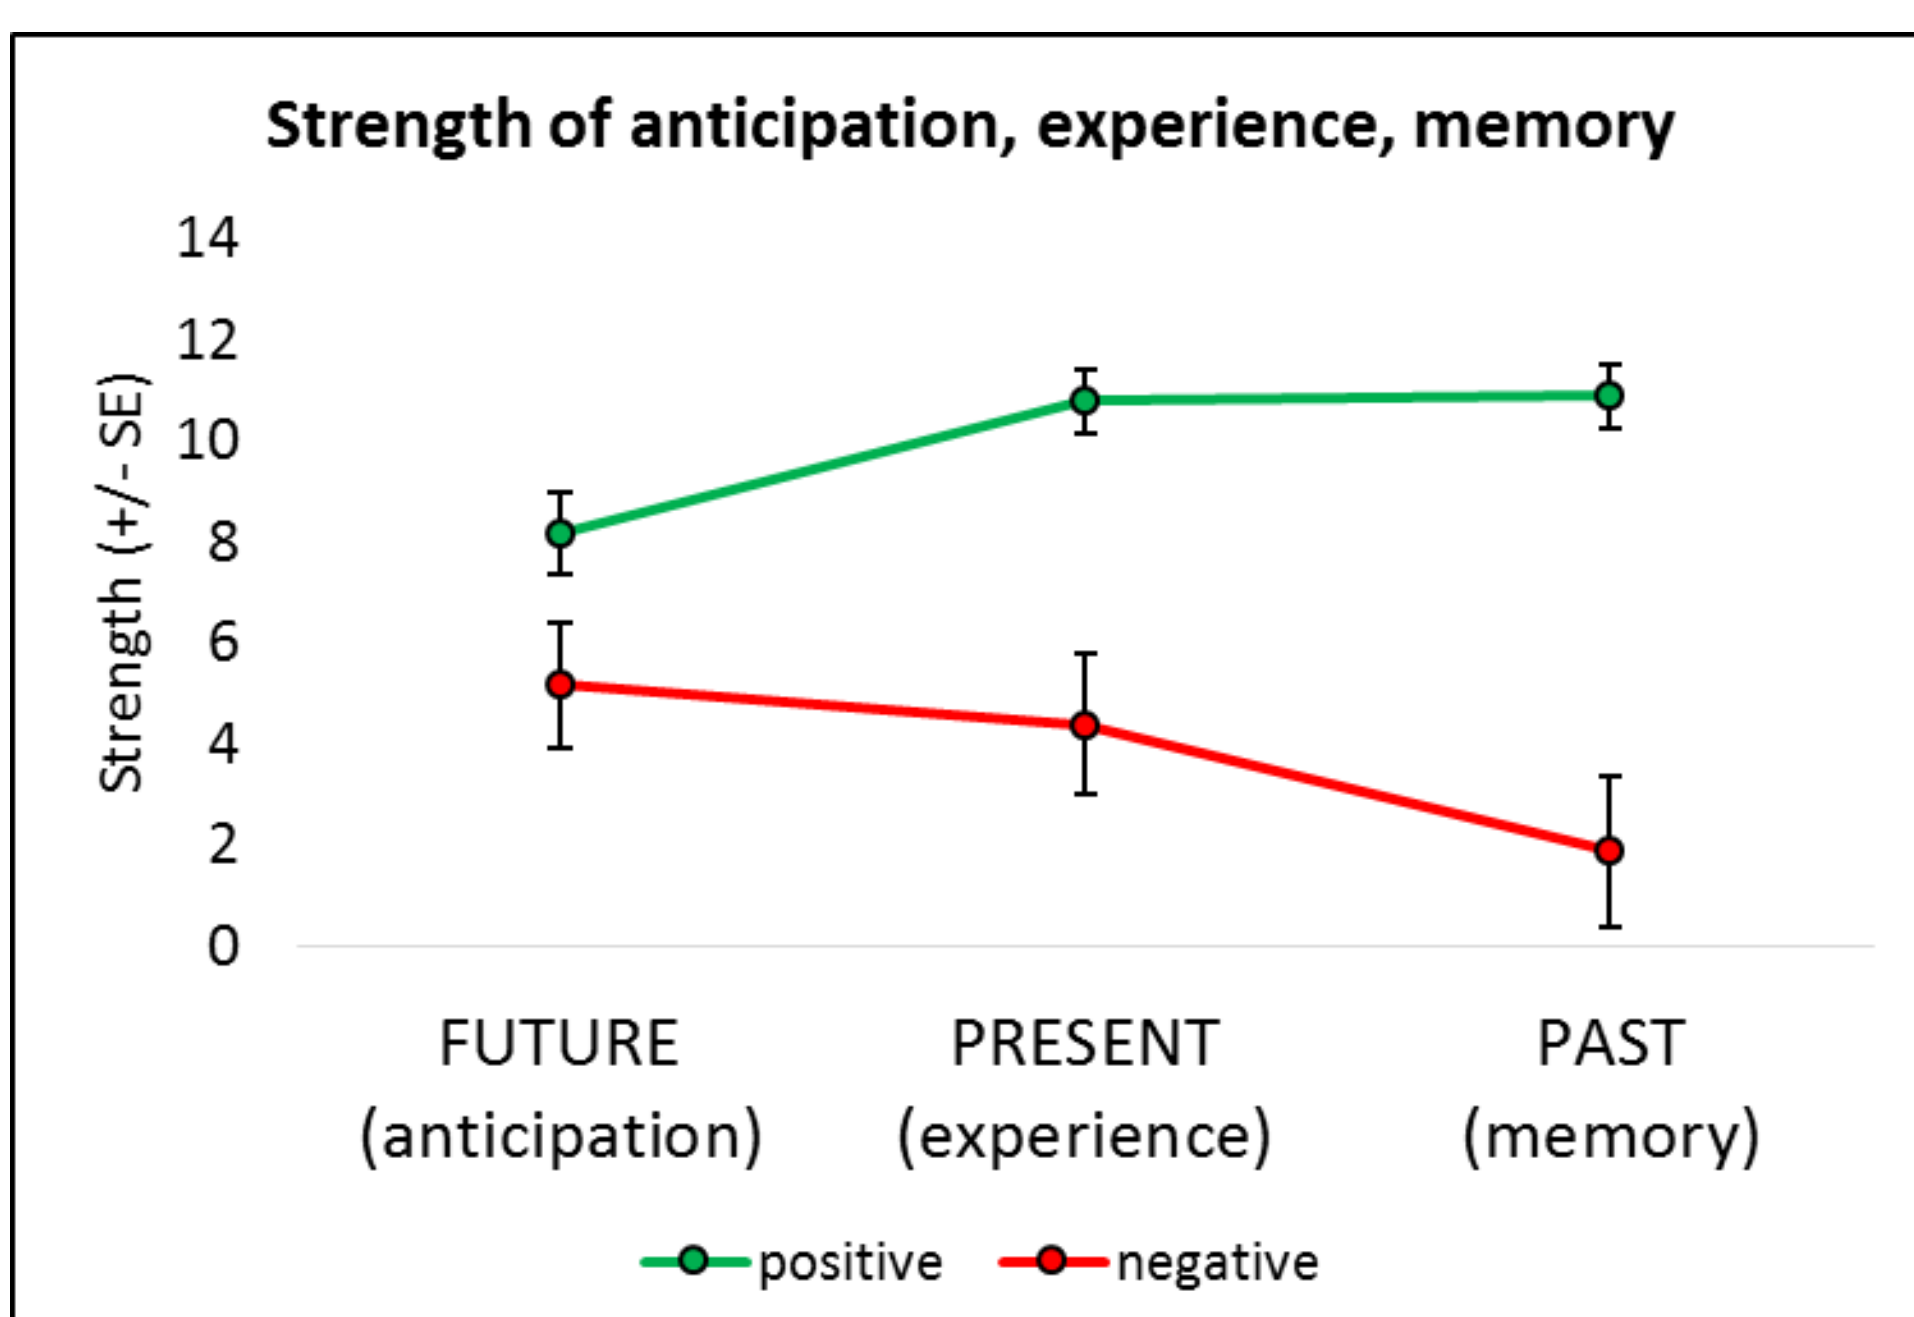 Strength of anticipation, experience, memory
14
12
10
8
6
4
2
0
Strength (+/- SE)
FUTURE PRESENT PAST
(anticipation) (experience) (memory)
positive negative